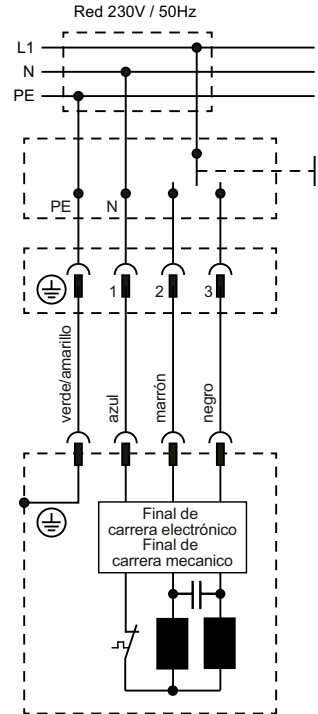 Red 230V / 50Hz
L1
N
PE
PE N
1 2 3
verde/amarillo
azul
marrón
negro
Final de
carrera electrónico
Final de
carrera mecanico